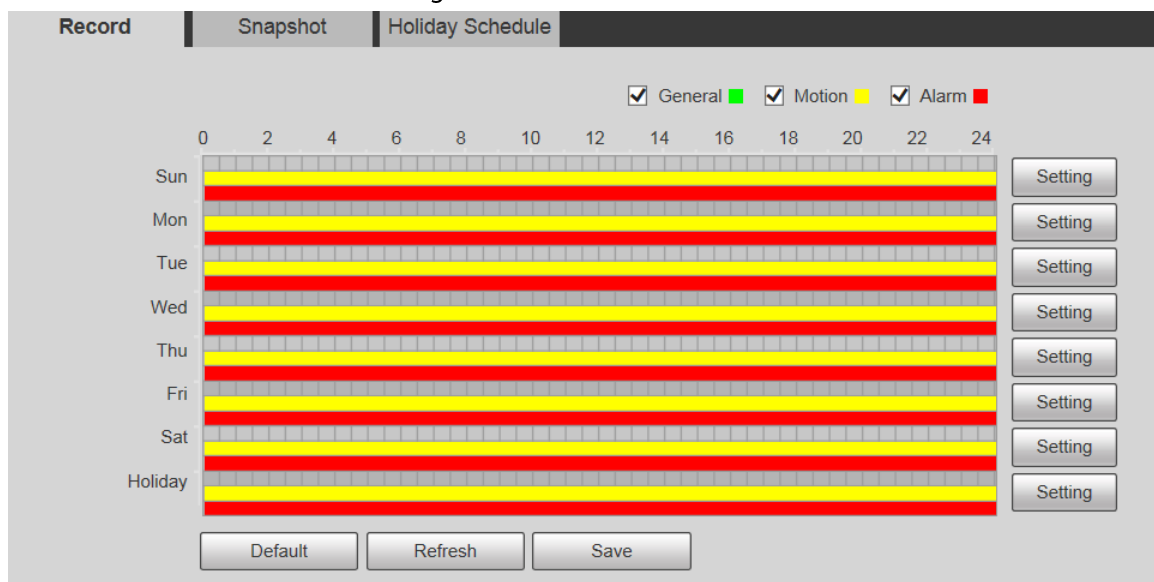 Record Snapshot Holiday Schedule
General Motion Alarm
0 2 4 6 8 10 12 14 16 18 20 22 24
Sun Setting
Mon Setting
Tue Setting
Wed Setting
Thu Setting
Fri Setting
Sat Setting
Holiday Setting
Default Refresh Save